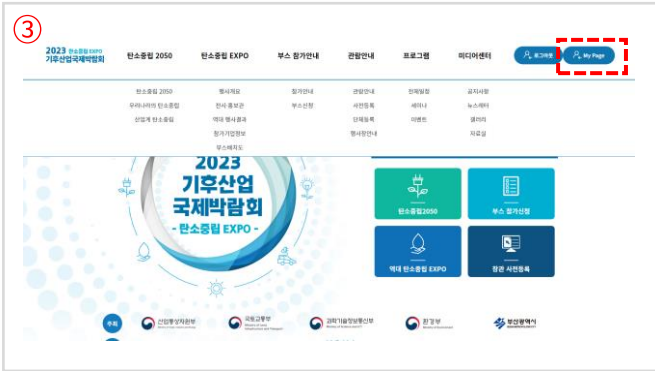 ③
2023 탄소중립 EXPO
기후산업국제박람회
탄소중립 2050
탄소중립 EXPO
부스 참가안내
관람안내
프로그램
미디어센터
로그아웃
My Page
탄소중립 2050
행사개요
참가안내
관람안내
전체일정
공지사항
우리나라의 탄소중립
전시·홍보관
부스신청
사전등록
세미나
뉴스레터
산업계 탄소중립
역대 행사결과
단체등록
이벤트
갤러리
참가기업정보
행사장안내
자료실
부스배치도
2023
기후산업
국제박람회
- 탄소중립 EXPO -
탄소중립2050
부스 참가신청
역대 탄소중립 EXPO
참관 사전등록
주최
산업통상자원부
국토교통부
과학기술정보통신부
환경부
부산광역시